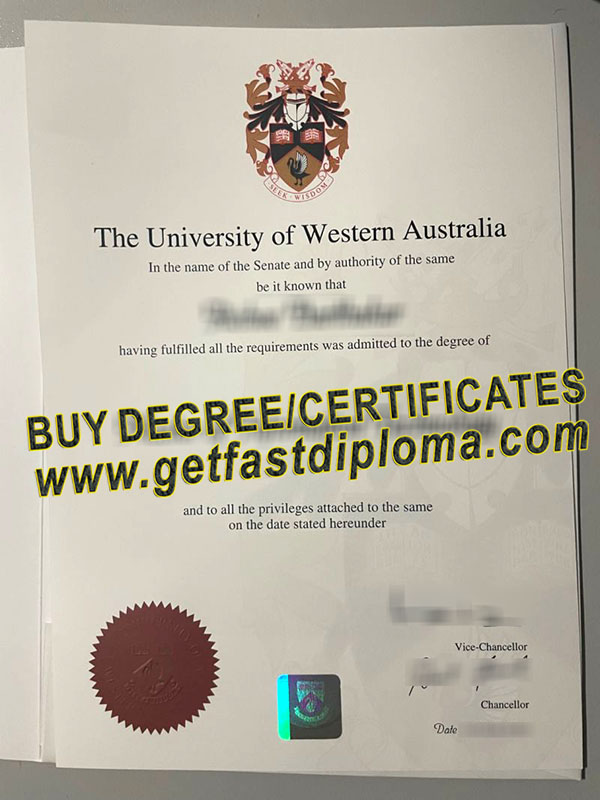 SEEK WISDOM
The University of Western Australia
In the name of the Senate and by authority of the same
be it known that
having fulfilled all the requirements was admitted to the degree of
BUY DEGREE/CERTIFICATES
www.getfastdiploma.com
and to all the privileges attached to the same
on the date stated hereunder
Vice-Chancellor
Chancellor
Date